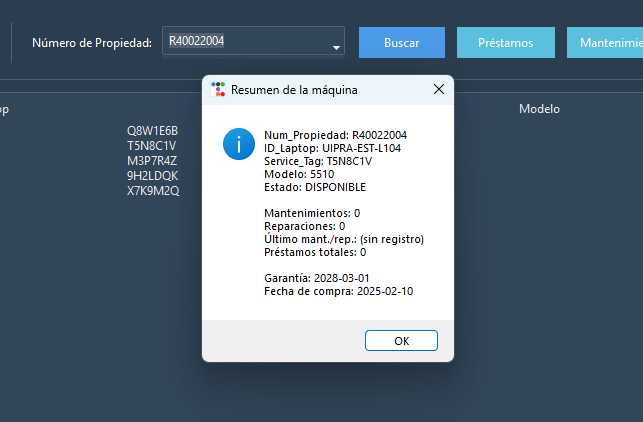 Número de Propiedad: R40022004 Buscar Préstamos Mantenimie
Resumen de la máquina
op Modelo
Q8W1E6B
T5N8C1V
M3P7R4Z
9H2LDQK
X7K9M2Q
Num_Propiedad: R40022004
ID_Laptop: UIPRA-EST-L104
Service_Tag: T5N8C1V
Modelo: 5510
Estado: DISPONIBLE
Mantenimientos: 0
Reparaciones: 0
Último mant./rep.: (sin registro)
Préstamos totales: 0
Garantía: 2028-03-01
Fecha de compra: 2025-02-10
OK